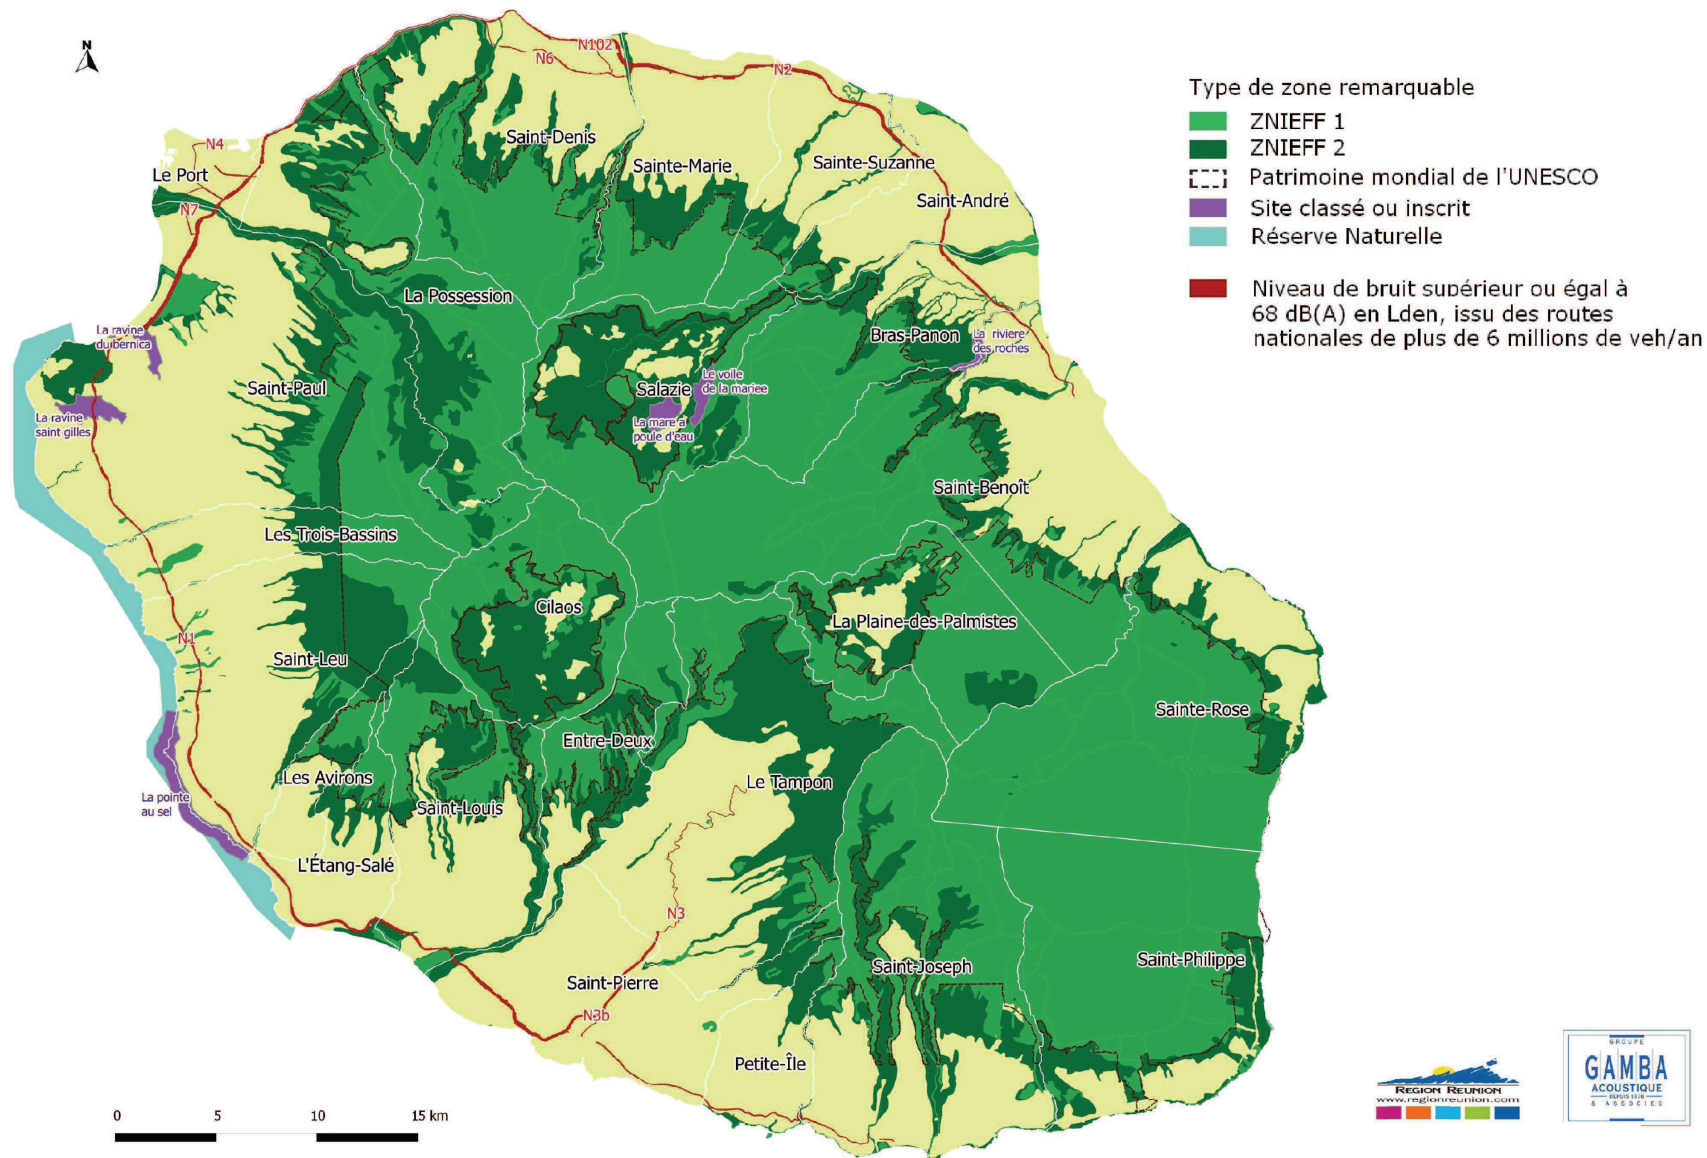 N
N102
N6
N2
N4
Saint-Denis
Sainte-Marie
Sainte-Suzanne
Le Port
Saint-André
N7
La Possession
La ravine
du bernica
Bras-Panon
La riviere
des roches
Saint-Paul
Salazie
Le voile
de la mariee
La ravine
saint gilles
La mare a
poule d'eau
Saint-Benoît
Les Trois-Bassins
Cilaos
La Plaine-des-Palmistes
N1
Saint-Leu
Sainte-Rose
Entre-Deux
Les Avirons
Le Tampon
La pointe
au sel
Saint-Louis
L'Étang-Salé
N3
Saint-Philippe
Saint-Joseph
Saint-Pierre
N3b
Petite-Île
0 5 10 15 km
Type de zone remarquable
ZNIEFF 1
ZNIEFF 2
Patrimoine mondial de l'UNESCO
Site classé ou inscrit
Réserve Naturelle
Niveau de bruit supérieur ou égal à
68 dB(A) en Lden, issu des routes
nationales de plus de 6 millions de veh/an
REGION REUNION
www.regionreunion.com
GROUPE
GAMBA
ACOUSTIQUE
DEPUIS 1976
& ASSOCIES